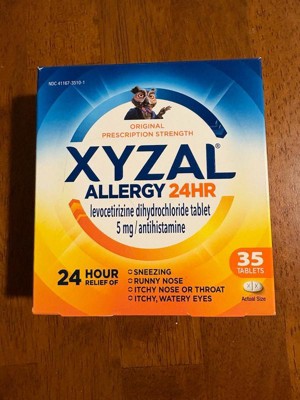 NDC 41167-3510-1
ORIGINAL
PRESCRIPTION STRENGTH
XYZAL®
ALLERGY 24HR
levocetirizine dihydrochloride tablet
5 mg/antihistamine
35
TABLETS
Actual Size
24 HOUR
RELIEF OF
SNEEZING
RUNNY NOSE
ITCHY NOSE OR THROAT
ITCHY, WATERY EYES